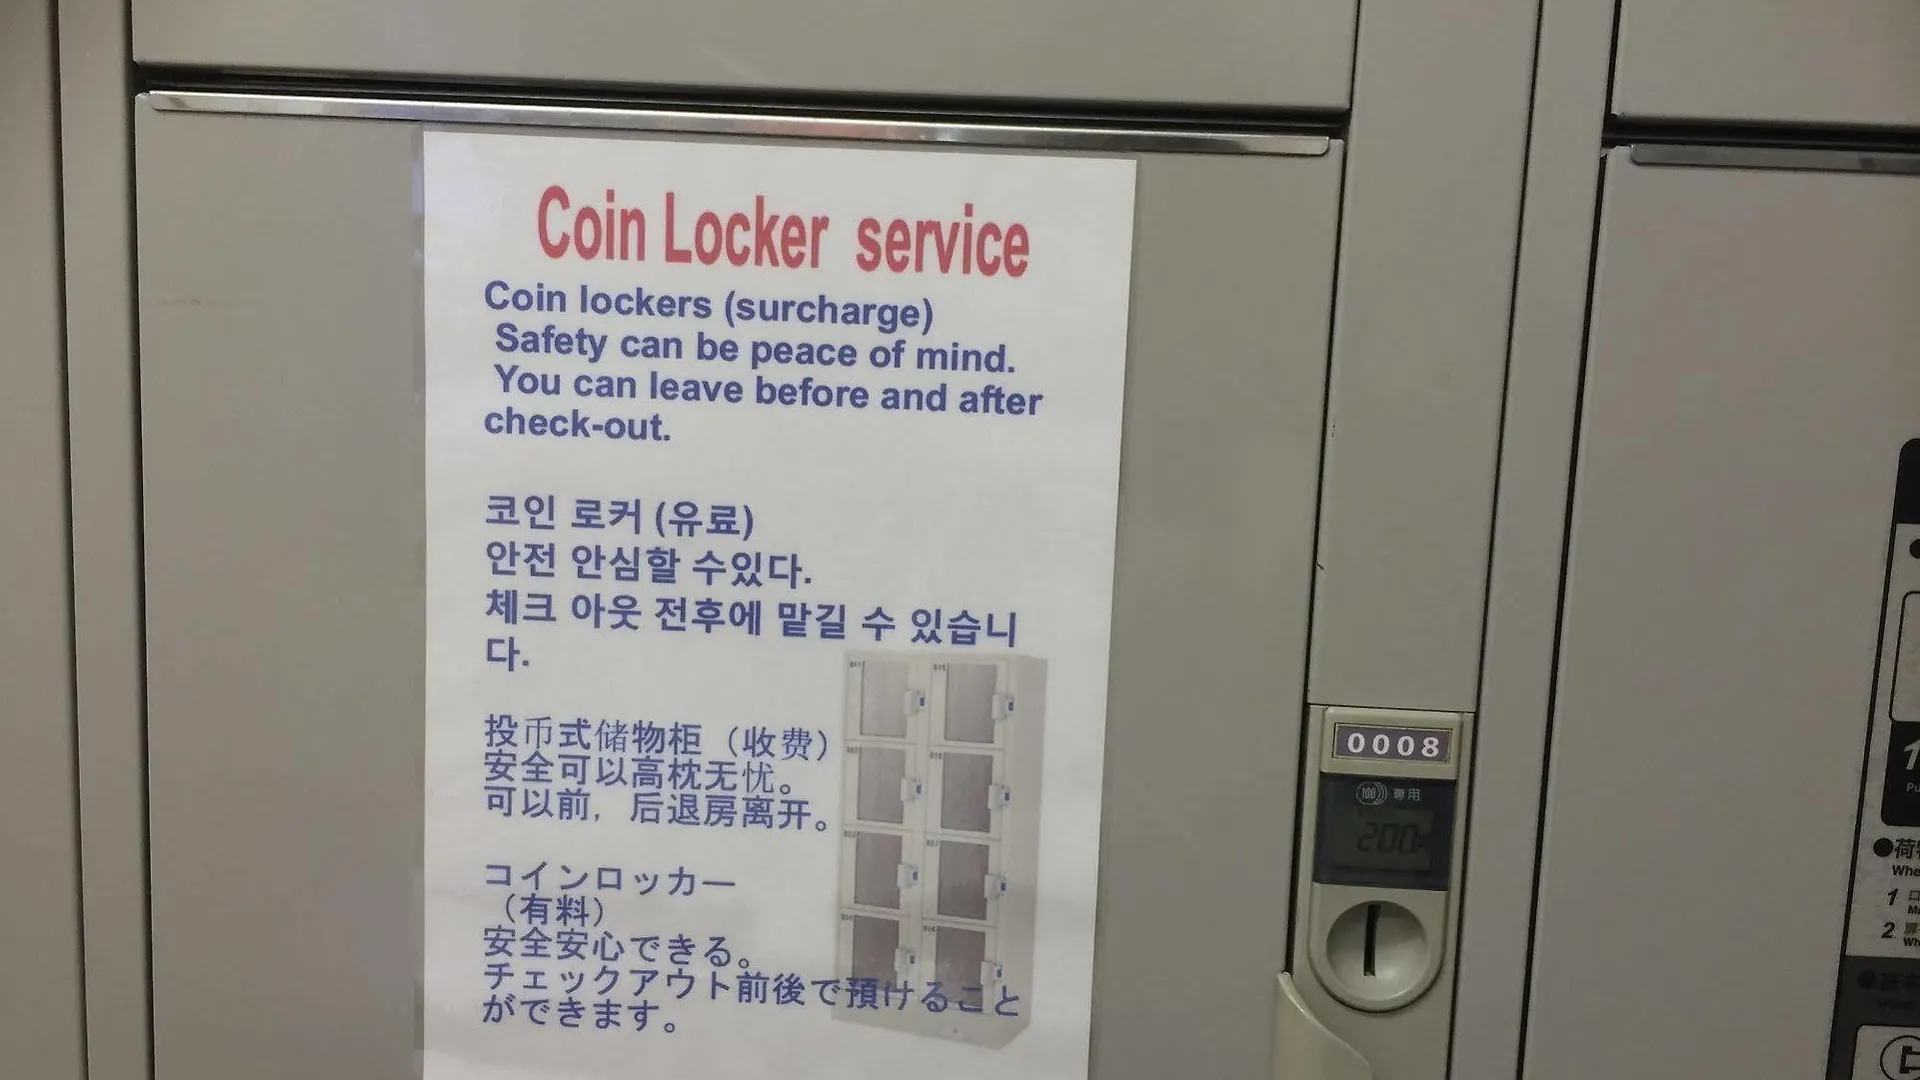 Coin Locker service
Coin lockers (surcharge)
Safety can be peace of mind.
You can leave before and after
check-out.
코인 로커 (유료)
안전 안심할 수있다.
체크 아웃 전후에 맡길 수 있습니
다.
投币式储物柜（收费）
安全可以高枕无忧。
可以前，后退房离开。
コインロッカー
（有料）
安全安心できる。
チェックアウト前後で預けること
ができます。
0008
100 専用
200
1
2